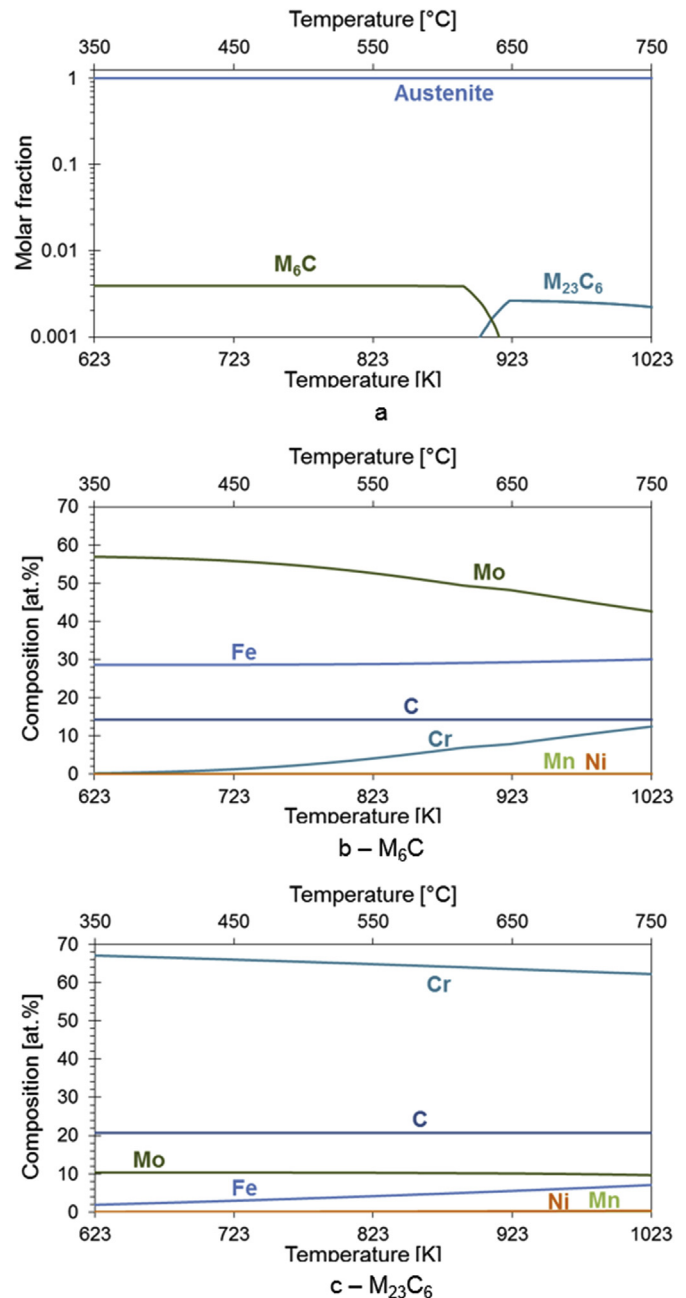 Temperature [°C]
350 450 550 650 750
1
Austenite
0.1
Molar fraction
0.01
M₆C
M₂₃C₆
0.001
623 723 823 923 1023
Temperature [K]
a
Temperature [°C]
350 450 550 650 750
70
60
Mo
50
40
Composition [at.%]
Fe
30
20
C
10
Cr
Mn Ni
0
623 723 823 923 1023
Temperature [K]
b – M₆C
Temperature [°C]
350 450 550 650 750
70
Cr
60
50
40
Composition [at.%]
30
C
20
Mo
10
Fe
Ni Mn
0
623 723 823 923 1023
Temperature [K]
c – M₂₃C₆